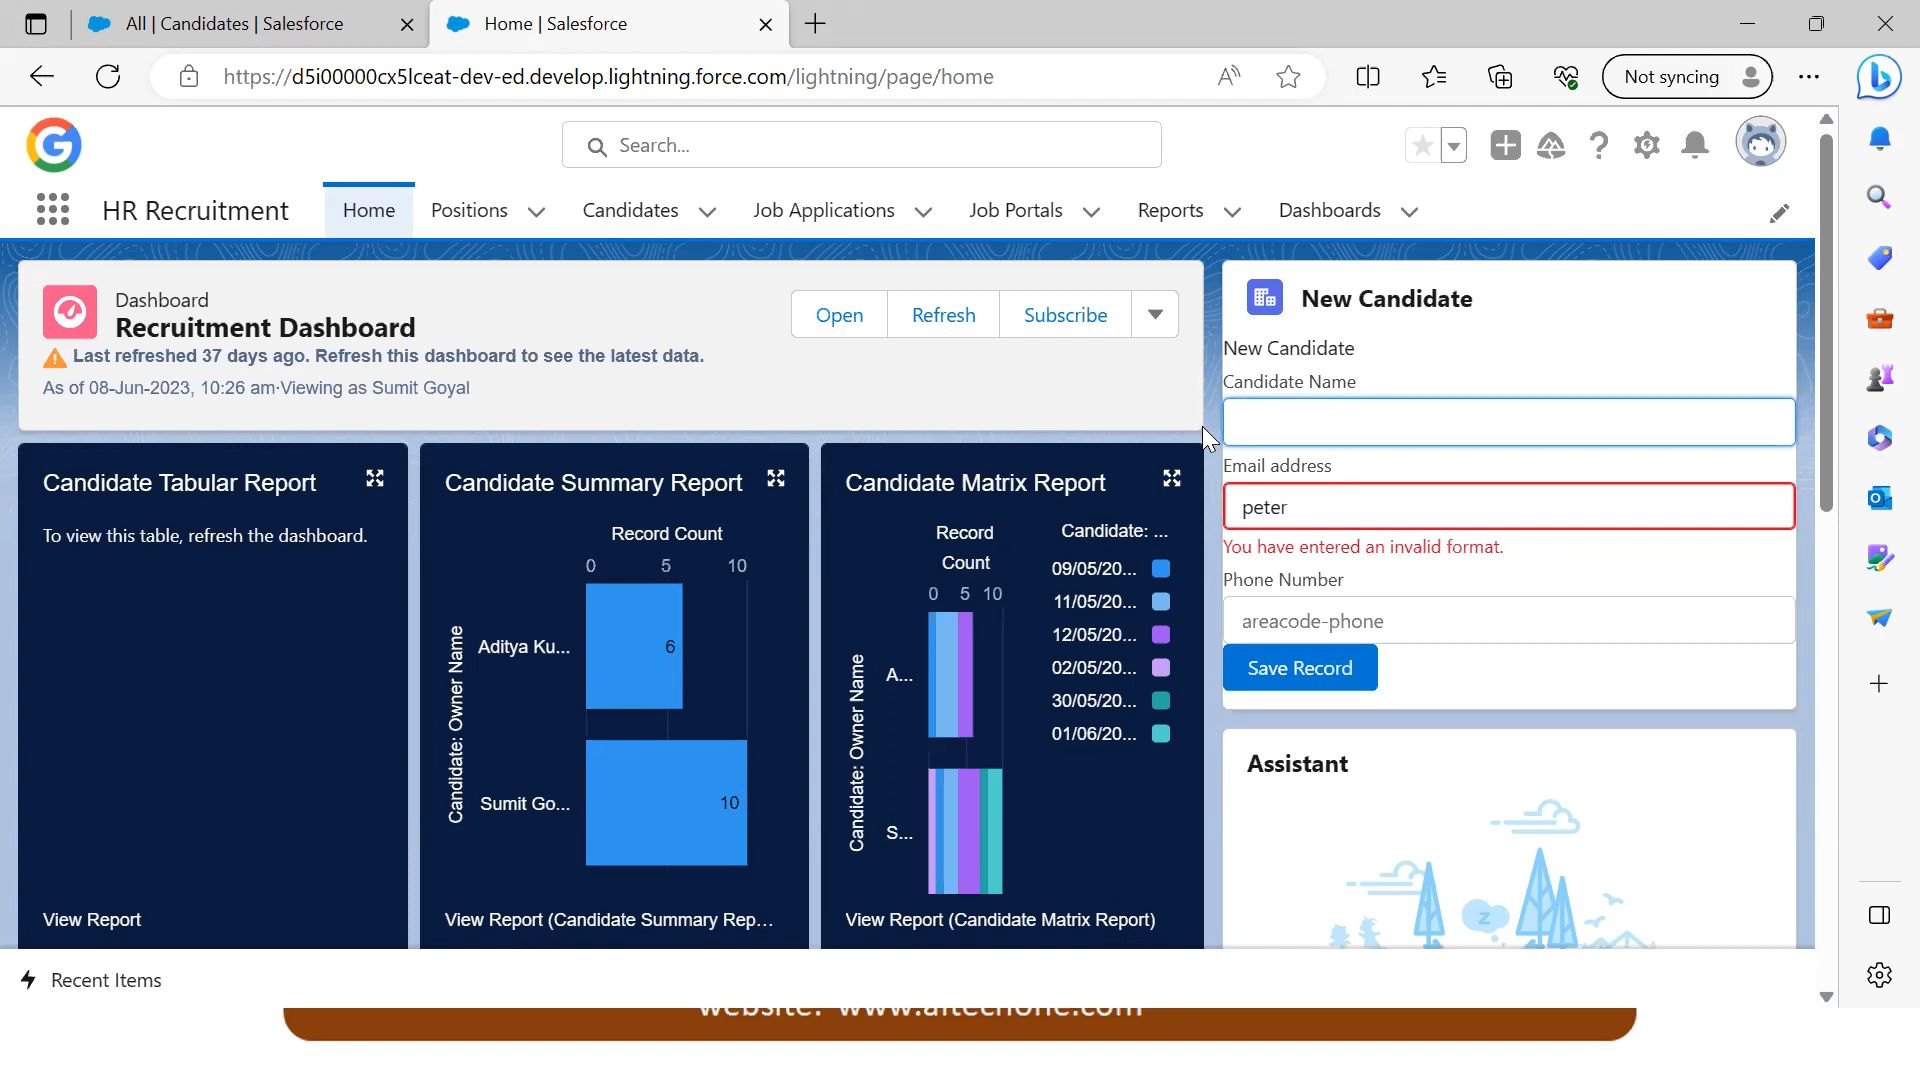 All | Candidates | Salesforce
Home | Salesforce
https://d5i00000cx5lceat-dev-ed.develop.lightning.force.com/lightning/page/home
Not syncing
Search...
HR Recruitment
Home
Positions
Candidates
Job Applications
Job Portals
Reports
Dashboards
Dashboard
Recruitment Dashboard
Last refreshed 37 days ago. Refresh this dashboard to see the latest data.
As of 08-Jun-2023, 10:26 am·Viewing as Sumit Goyal
Open
Refresh
Subscribe
Candidate Tabular Report
To view this table, refresh the dashboard.
View Report
Candidate Summary Report
Record Count
0 5 10
Candidate: Owner Name
Aditya Ku...
6
Sumit Go...
10
View Report (Candidate Summary Rep...
Candidate Matrix Report
Record
Count
0 5 10
Candidate: Owner Name
A...
S...
Candidate: ...
09/05/20...
11/05/20...
12/05/20...
02/05/20...
30/05/20...
01/06/20...
View Report (Candidate Matrix Report)
New Candidate
New Candidate
Candidate Name
Email address
peter
You have entered an invalid format.
Phone Number
areacode-phone
Save Record
Assistant
z
Recent Items